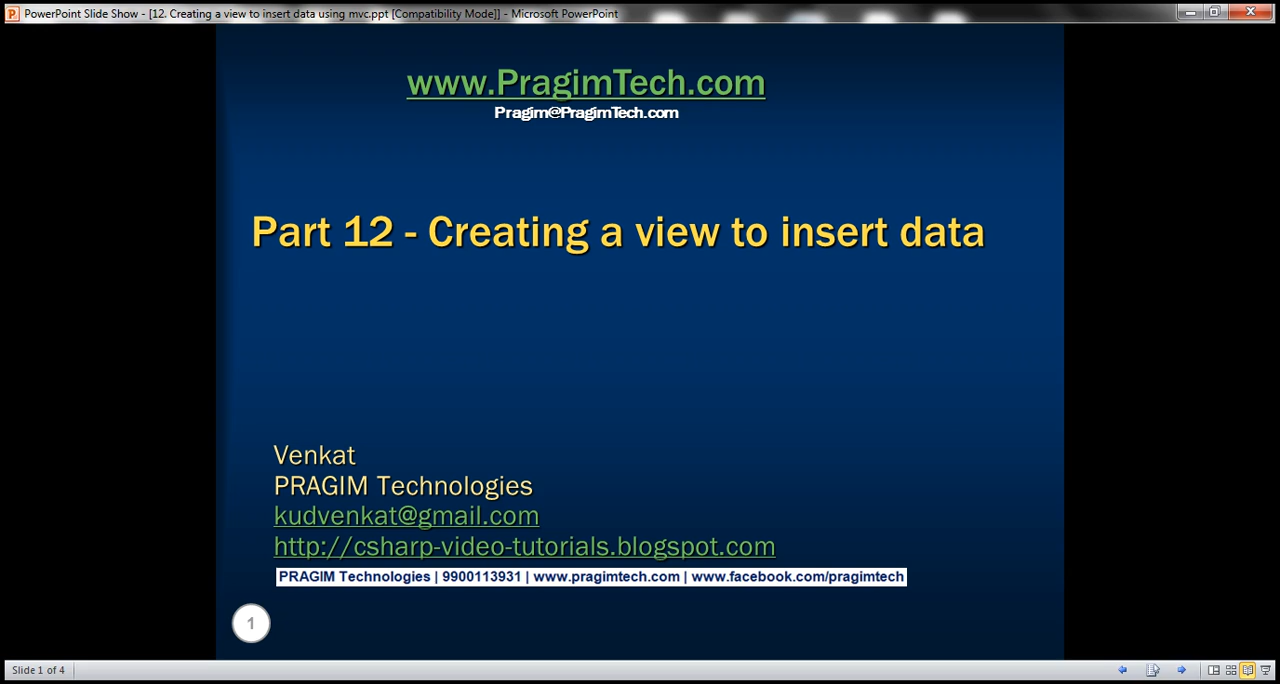 PowerPoint Slide Show - [12. Creating a view to insert data using mvc.ppt [Compatibility Mode]] - Microsoft PowerPoint
www.PragimTech.com
Pragim@PragimTech.com
Part 12 - Creating a view to insert data
Venkat
PRAGIM Technologies
kudvenkat@gmail.com
http://csharp-video-tutorials.blogspot.com
PRAGIM Technologies | 9900113931 | www.pragimtech.com | www.facebook.com/pragimtech
1
Slide 1 of 4